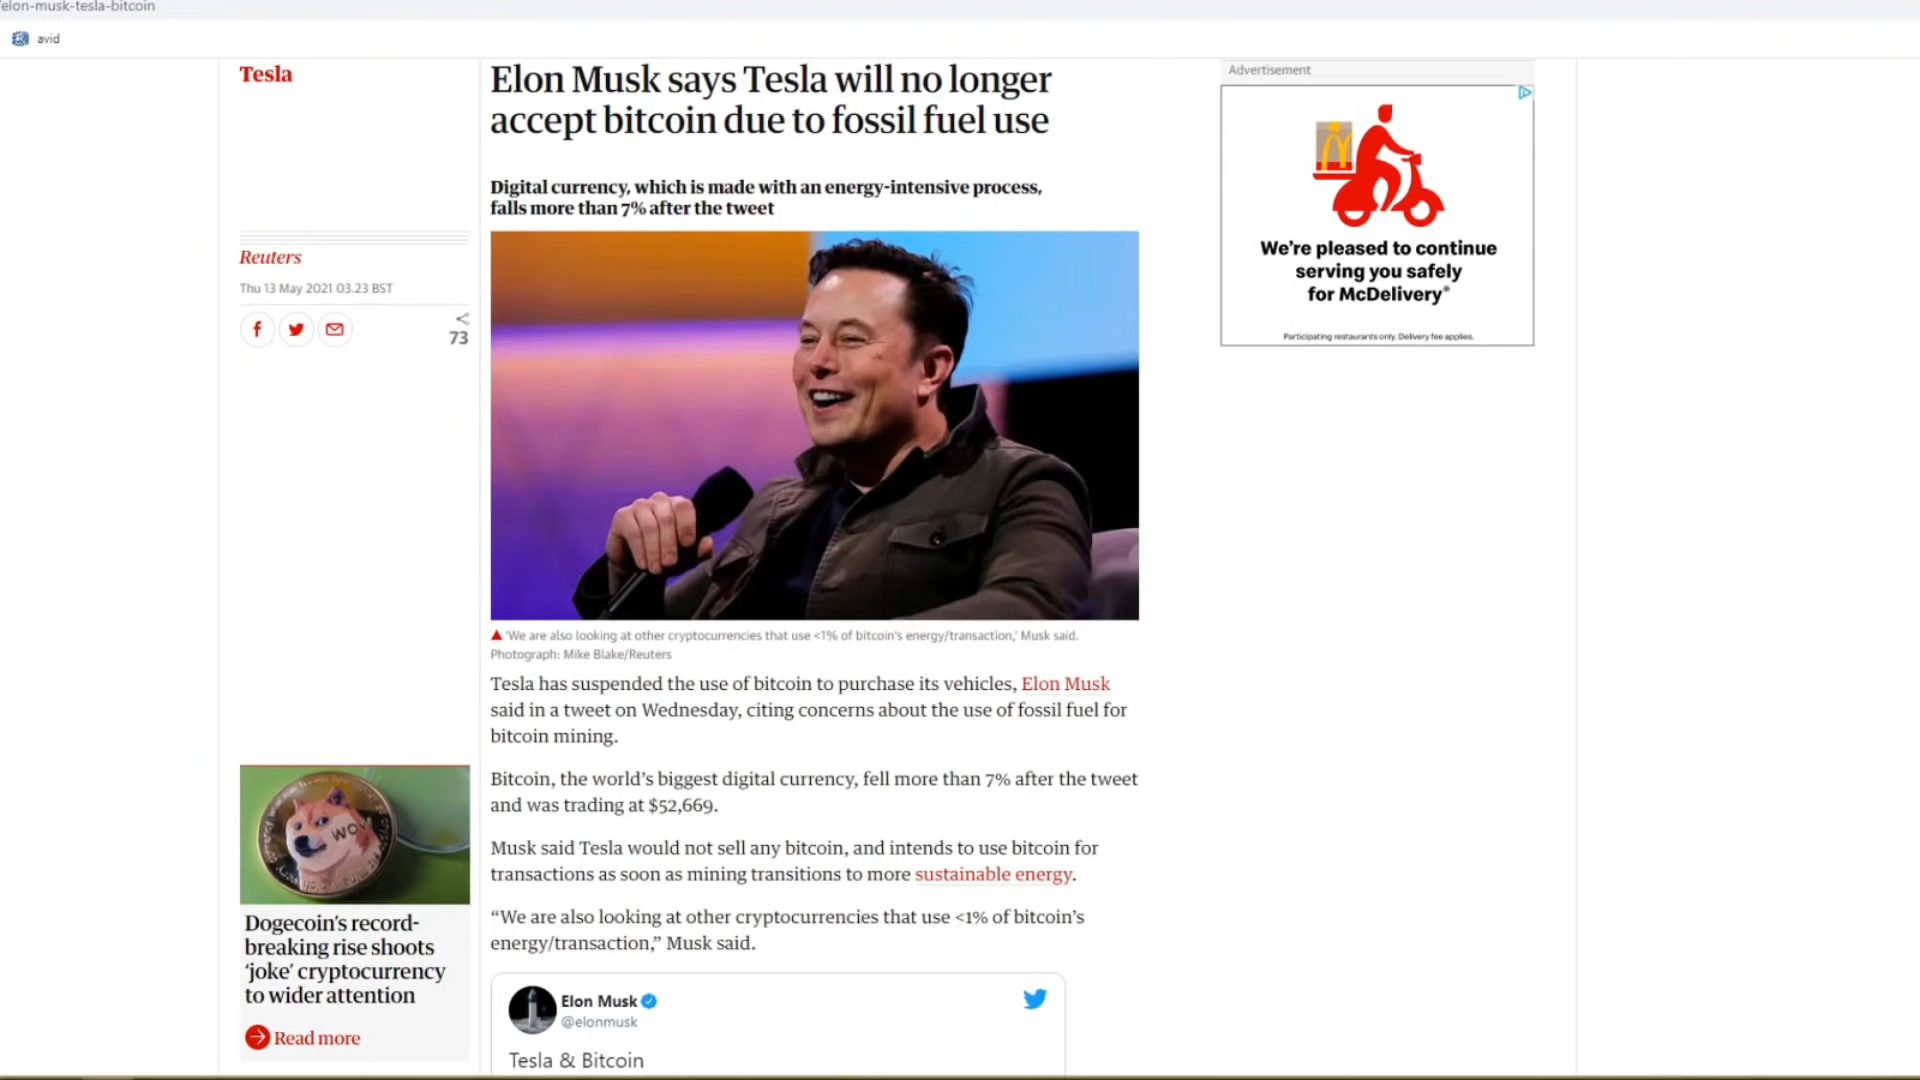 elon-musk-tesla-bitcoin
avid
Tesla
Elon Musk says Tesla will no longer
accept bitcoin due to fossil fuel use
Digital currency, which is made with an energy-intensive process,
falls more than 7% after the tweet
Reuters
Thu 13 May 2021 03.23 BST
73
'We are also looking at other cryptocurrencies that use <1% of bitcoin's energy/transaction,' Musk said.
Photograph: Mike Blake/Reuters
Tesla has suspended the use of bitcoin to purchase its vehicles, Elon Musk
said in a tweet on Wednesday, citing concerns about the use of fossil fuel for
bitcoin mining.
Bitcoin, the world's biggest digital currency, fell more than 7% after the tweet
and was trading at $52,669.
Musk said Tesla would not sell any bitcoin, and intends to use bitcoin for
transactions as soon as mining transitions to more sustainable energy.
“We are also looking at other cryptocurrencies that use <1% of bitcoin's
energy/transaction,” Musk said.
Elon Musk
@elonmusk
Tesla & Bitcoin
WOW
Dogecoin's record-
breaking rise shoots
'joke' cryptocurrency
to wider attention
Read more
Advertisement
We're pleased to continue
serving you safely
for McDelivery®
Participating restaurants only. Delivery fee applies.